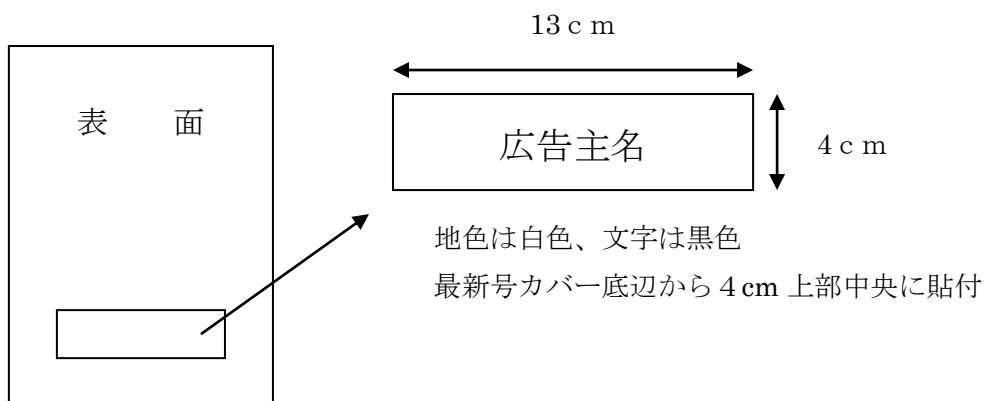 13ｃｍ
表　　面
広告主名
4ｃｍ
地色は白色、文字は黒色
最新号カバー底辺から４cm 上部中央に貼付